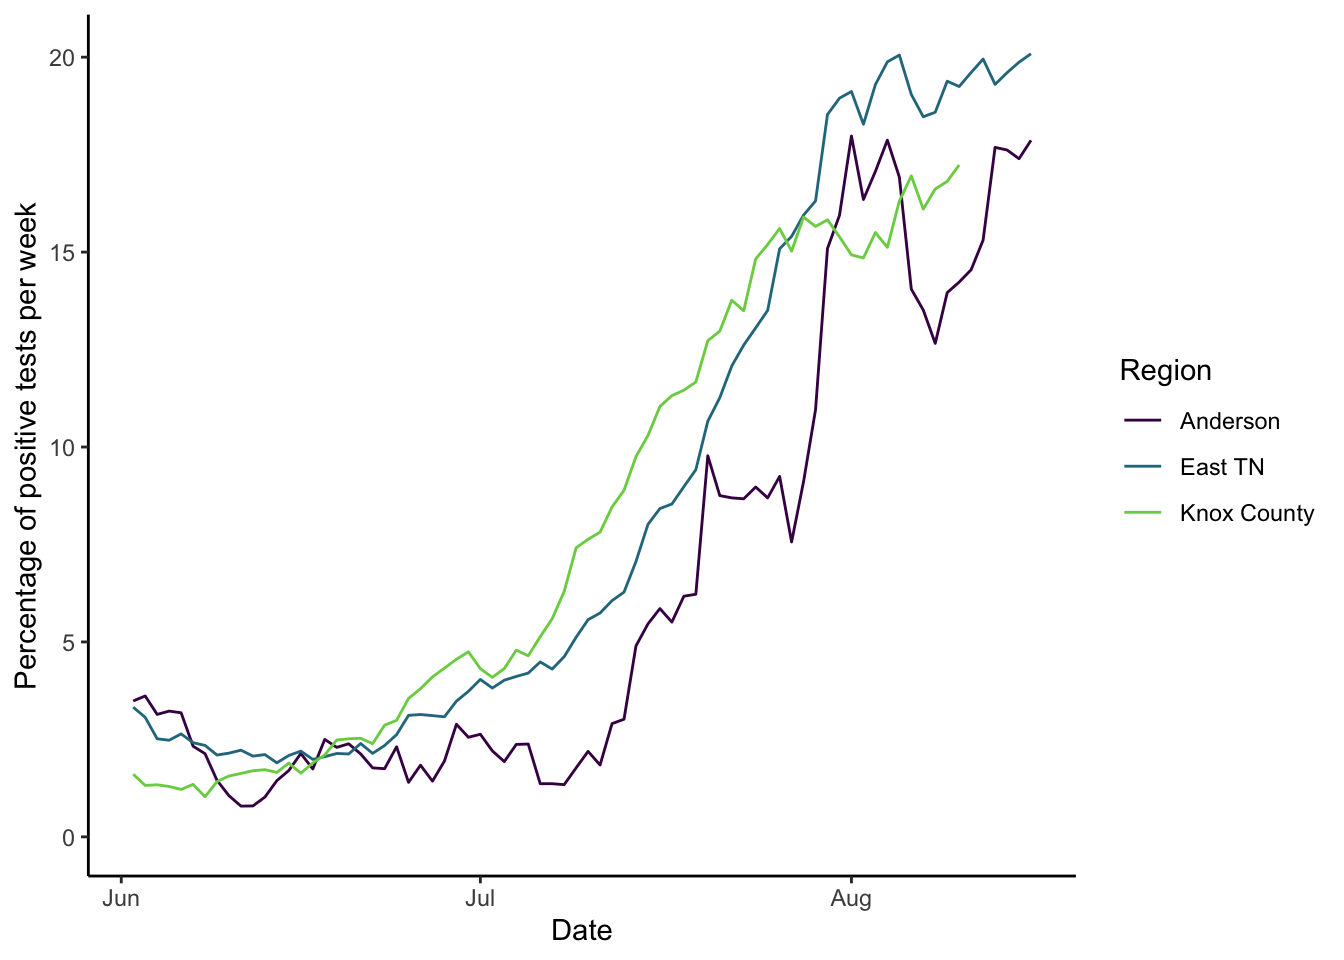 Percentage of positive tests per week
20
15
10
5
0
Jun
Jul
Aug
Date
Region
Anderson
East TN
Knox County